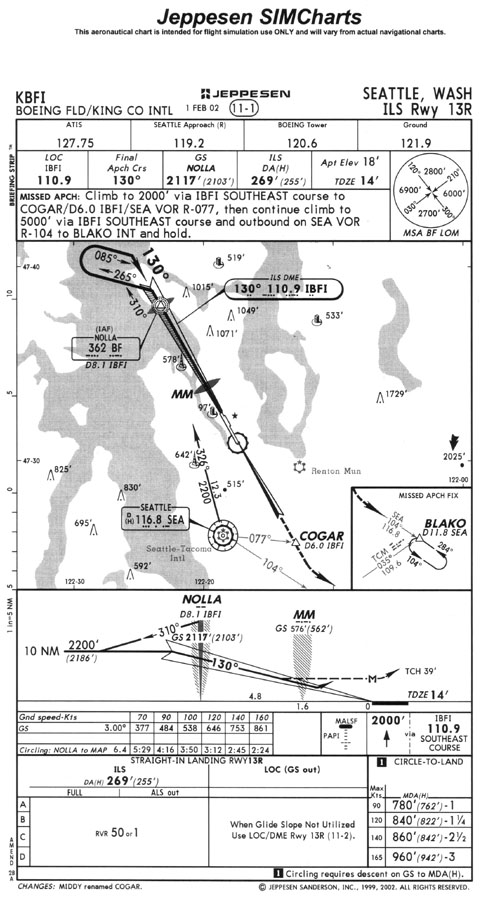 Jeppesen SIMCharts
This aeronautical chart is intended for flight simulation use ONLY and will vary from actual navigational charts.
KBFI
BOEING FLD/KING CO INTL
JEPPESEN
1 FEB 02
11-1
SEATTLE, WASH
ILS Rwy 13R
BRIEFING STRIP
ATIS
127.75
SEATTLE Approach (R)
119.2
BOEING Tower
120.6
Ground
121.9
LOC
IBFI
110.9
Final
Apch Crs
130°
GS
NOLLA
2117' (2103')
ILS
DA(H)
269' (255')
Apt Elev 18'
TDZE 14'
MISSED APCH: Climb to 2000' via IBFI SOUTHEAST course to
COGAR/D6.0 IBFI/SEA VOR R-077, then continue climb to
5000' via IBFI SOUTHEAST course and outbound on SEA VOR
R-104 to BLAKO INT and hold.
120°
2800'
210°
6900'
6000'
030°
2700'
300°
MSA BF LOM
47-40
085°
265°
130°
310°
519'
1015'
ILS DME
130° 110.9 IBFI
1049'
533'
1071'
(IAF)
NOLLA
362 BF
D8.1 IBFI
578'
MM
97'
1729'
10
5
0
5
47-30
642'
326°
2200
12.3
515'
Renton Mun
2025'
122-00
825'
830'
695'
592'
SEATTLE
D
(H) 116.8 SEA
Seattle-Tacoma
Intl
077°
104°
COGAR
D6.0 IBFI
MISSED APCH FIX
SEA
104°
116.8
BLAKO
D11.8 SEA
TCM
035°
109.6
284°
104°
122-30
122-20
1 in=5 NM
NOLLA
D8.1 IBFI
MM
GS 2117' (2103')
GS 576' (562')
310°
10 NM
2200'
(2186')
130°
M
TCH 39'
4.8
1.6
0
TDZE 14'
Gnd speed-Kts 70 90 100 120 140 160
GS 3.00° 377 484 538 646 753 861
Circling: NOLLA to MAP 6.4 5:29 4:16 3:50 3:12 2:45 2:24
MALSF
PAPI
2000'
via
IBFI
110.9
SOUTHEAST
COURSE
STRAIGHT-IN LANDING RWY13R
ILS
DA(H) 269' (255')
FULL
ALS out
LOC (GS out)
1 CIRCLE-TO-LAND
Max
Kts.
MDA(H)
A
B
C
D
RVR 50 or 1
When Glide Slope Not Utilized
Use LOC/DME Rwy 13R (11-2).
90 780' (762') - 1
120 840' (822') - 1 1/4
140 860' (842') - 2 1/2
165 960' (942') - 3
AMEND
28A
1 Circling requires descent on GS to MDA(H).
CHANGES: MIDDY renamed COGAR.
© JEPPESEN SANDERSON, INC., 1999, 2002. ALL RIGHTS RESERVED.